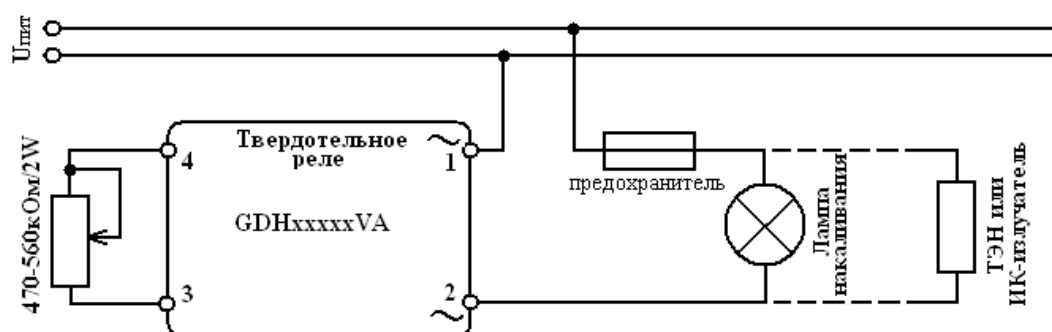 Uпит
Твердотельное
реле
~
1
4
GDHxxxxxVA
3
2
~
470-560кОм/2W
предохранитель
Лампа
накаливания
ТЭН или
ИК-излучатель